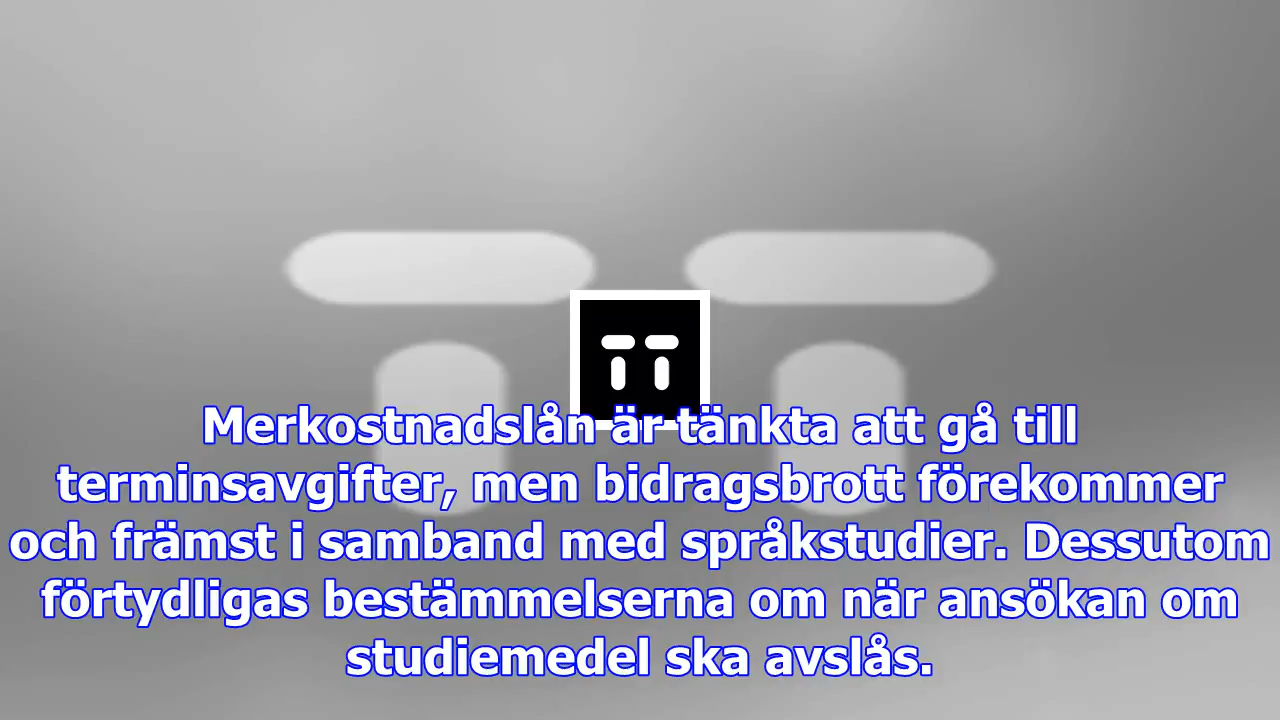 Merkostnadslån är tänkta att gå till
terminsavgifter, men bidragsbrott förekommer
och främst i samband med språkstudier. Dessutom
förtydligas bestämmelserna om när ansökan om
studiemedel ska avslås.